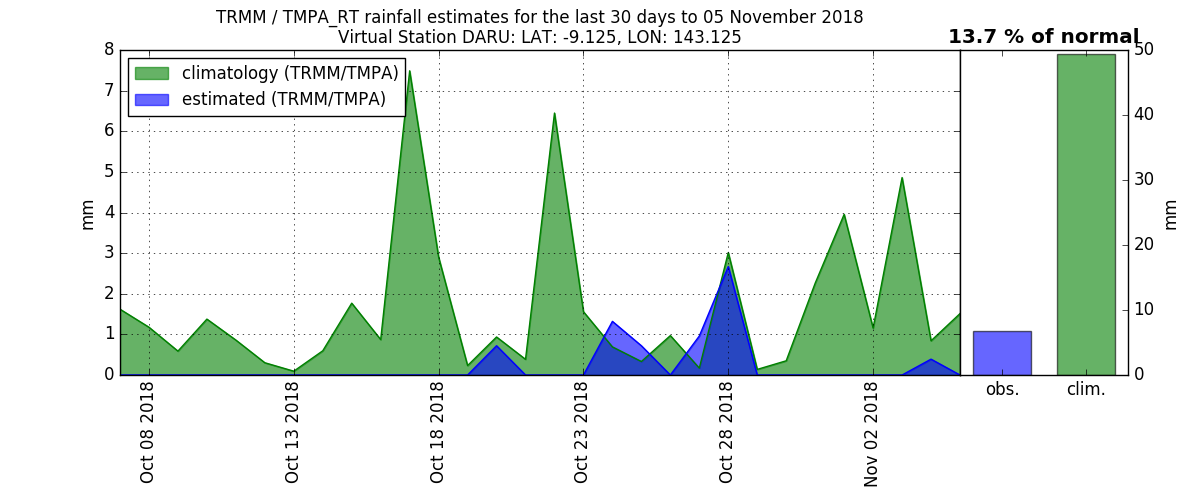 TRMM / TMPA_RT rainfall estimates for the last 30 days to 05 November 2018
Virtual Station DARU: LAT: -9.125, LON: 143.125
13.7 % of normal
climatology (TRMM/TMPA)
estimated (TRMM/TMPA)
mm
8
7
6
5
4
3
2
1
0
Oct 08 2018
Oct 13 2018
Oct 18 2018
Oct 23 2018
Oct 28 2018
Nov 02 2018
obs.
clim.
50
40
30
20
10
0
mm